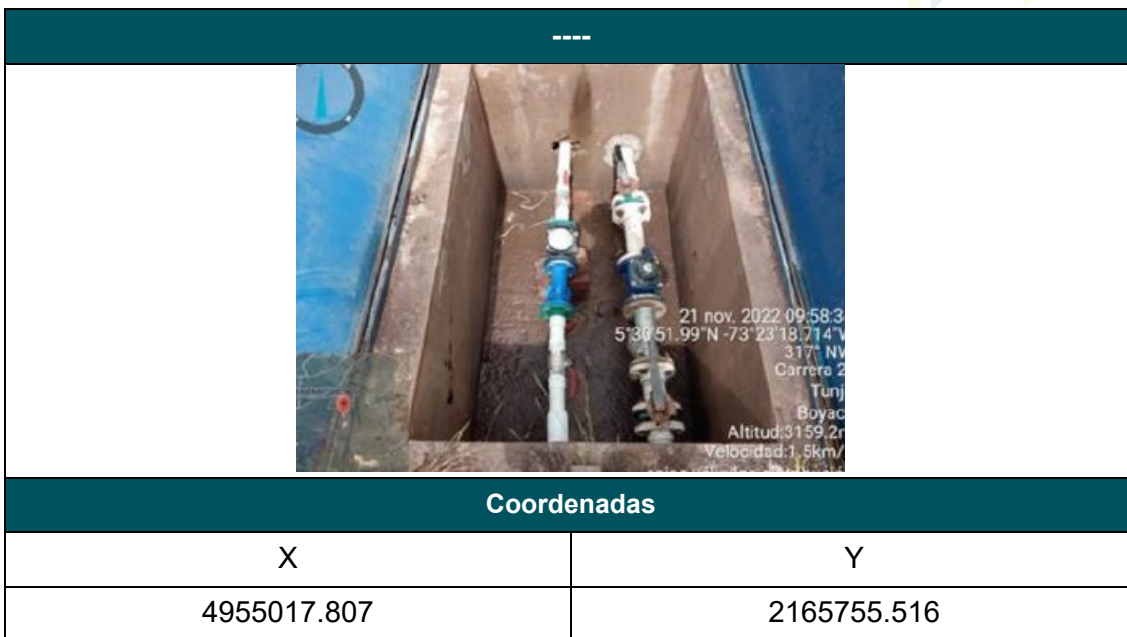 ----
21 nov. 2022 09:58:3
5°30'51.99"N -73°23'18.714"W
317° NW
Carrera 2
Tunj
Boyac
Altitud:3159.2m
Velocidad:1.5km/
Coordenadas
X Y
4955017.807 2165755.516